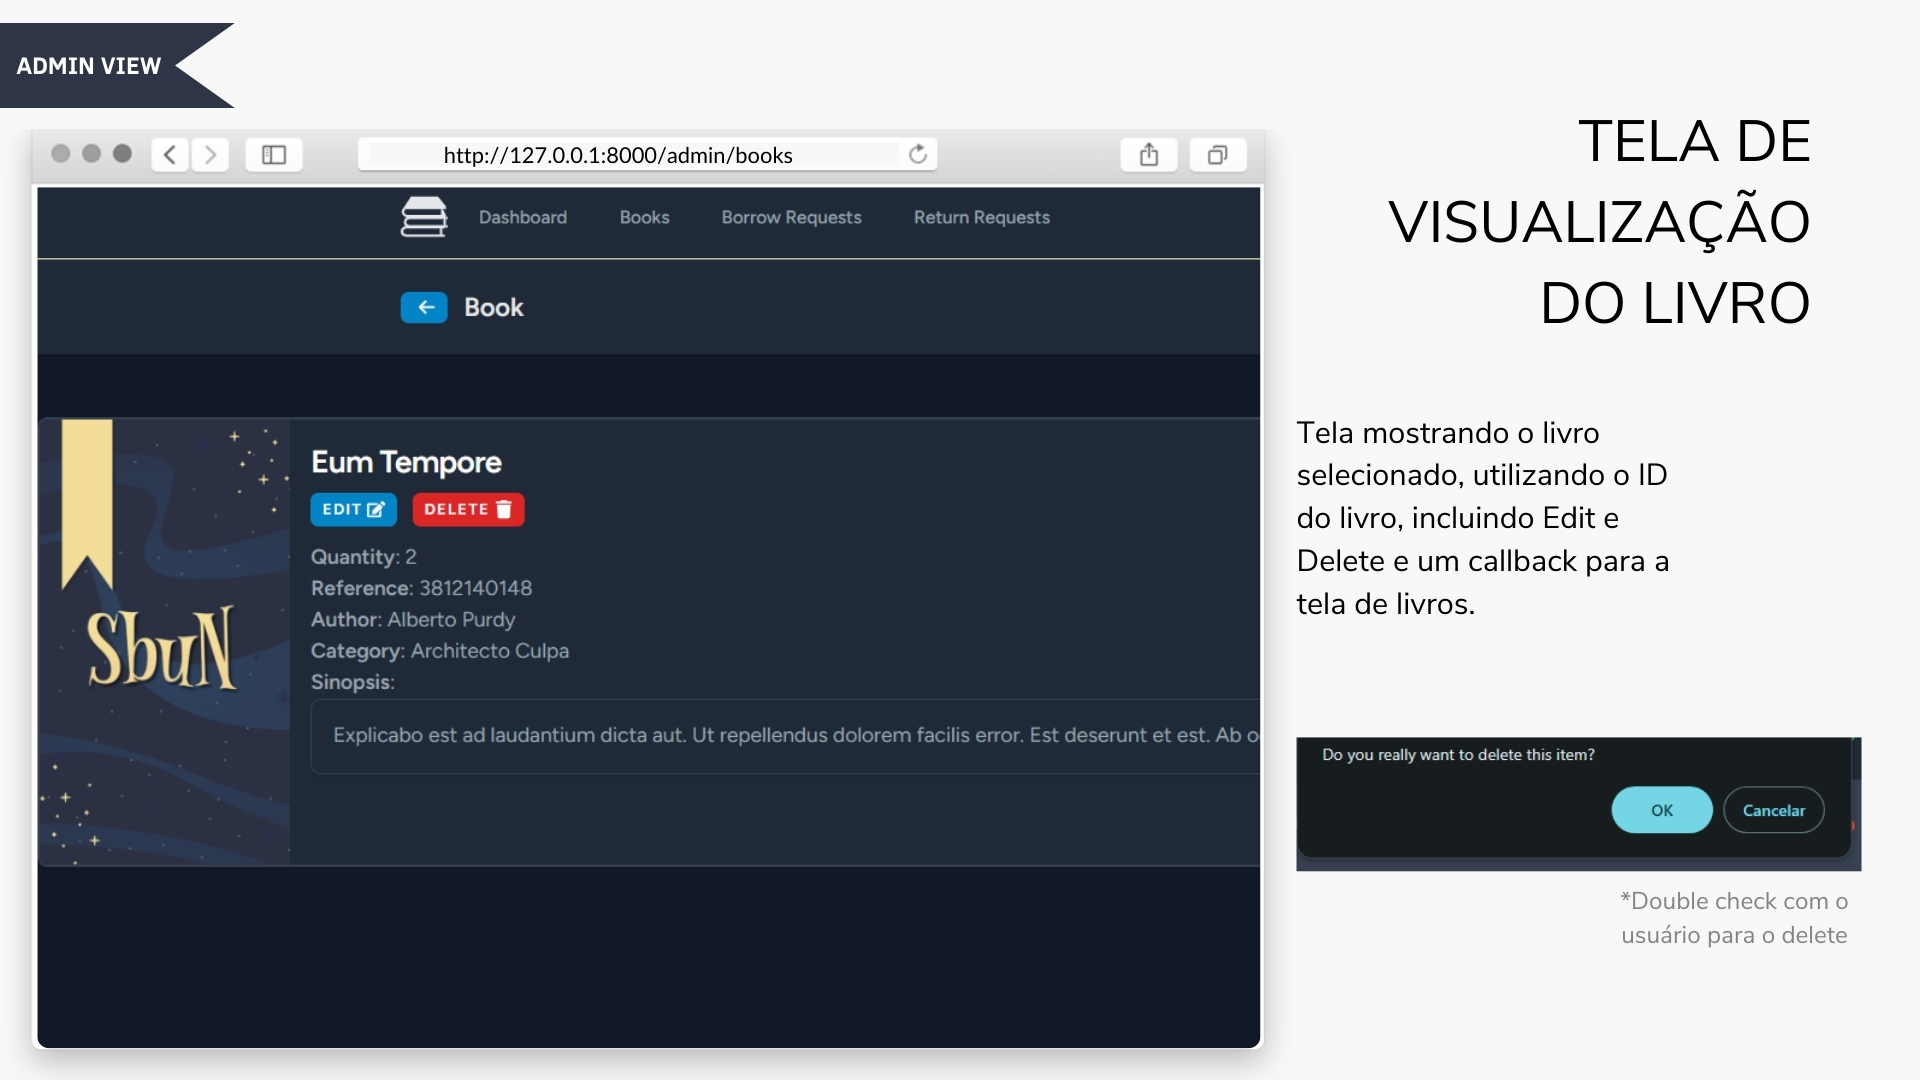 ADMIN VIEW
http://127.0.0.1:8000/admin/books
Dashboard Books Borrow Requests Return Requests
Book
Eum Tempore
EDIT DELETE
Quantity: 2
Reference: 3812140148
Author: Alberto Purdy
Category: Architecto Culpa
Sinopsis:
Explicabo est ad laudantium dicta aut. Ut repellendus dolorem facilis error. Est deserunt et est. Ab
SbuN
TELA DE
VISUALIZAÇÃO
DO LIVRO
Tela mostrando o livro
selecionado, utilizando o ID
do livro, incluindo Edit e
Delete e um callback para a
tela de livros.
Do you really want to delete this item?
OK Cancelar
*Double check com o
usuário para o delete